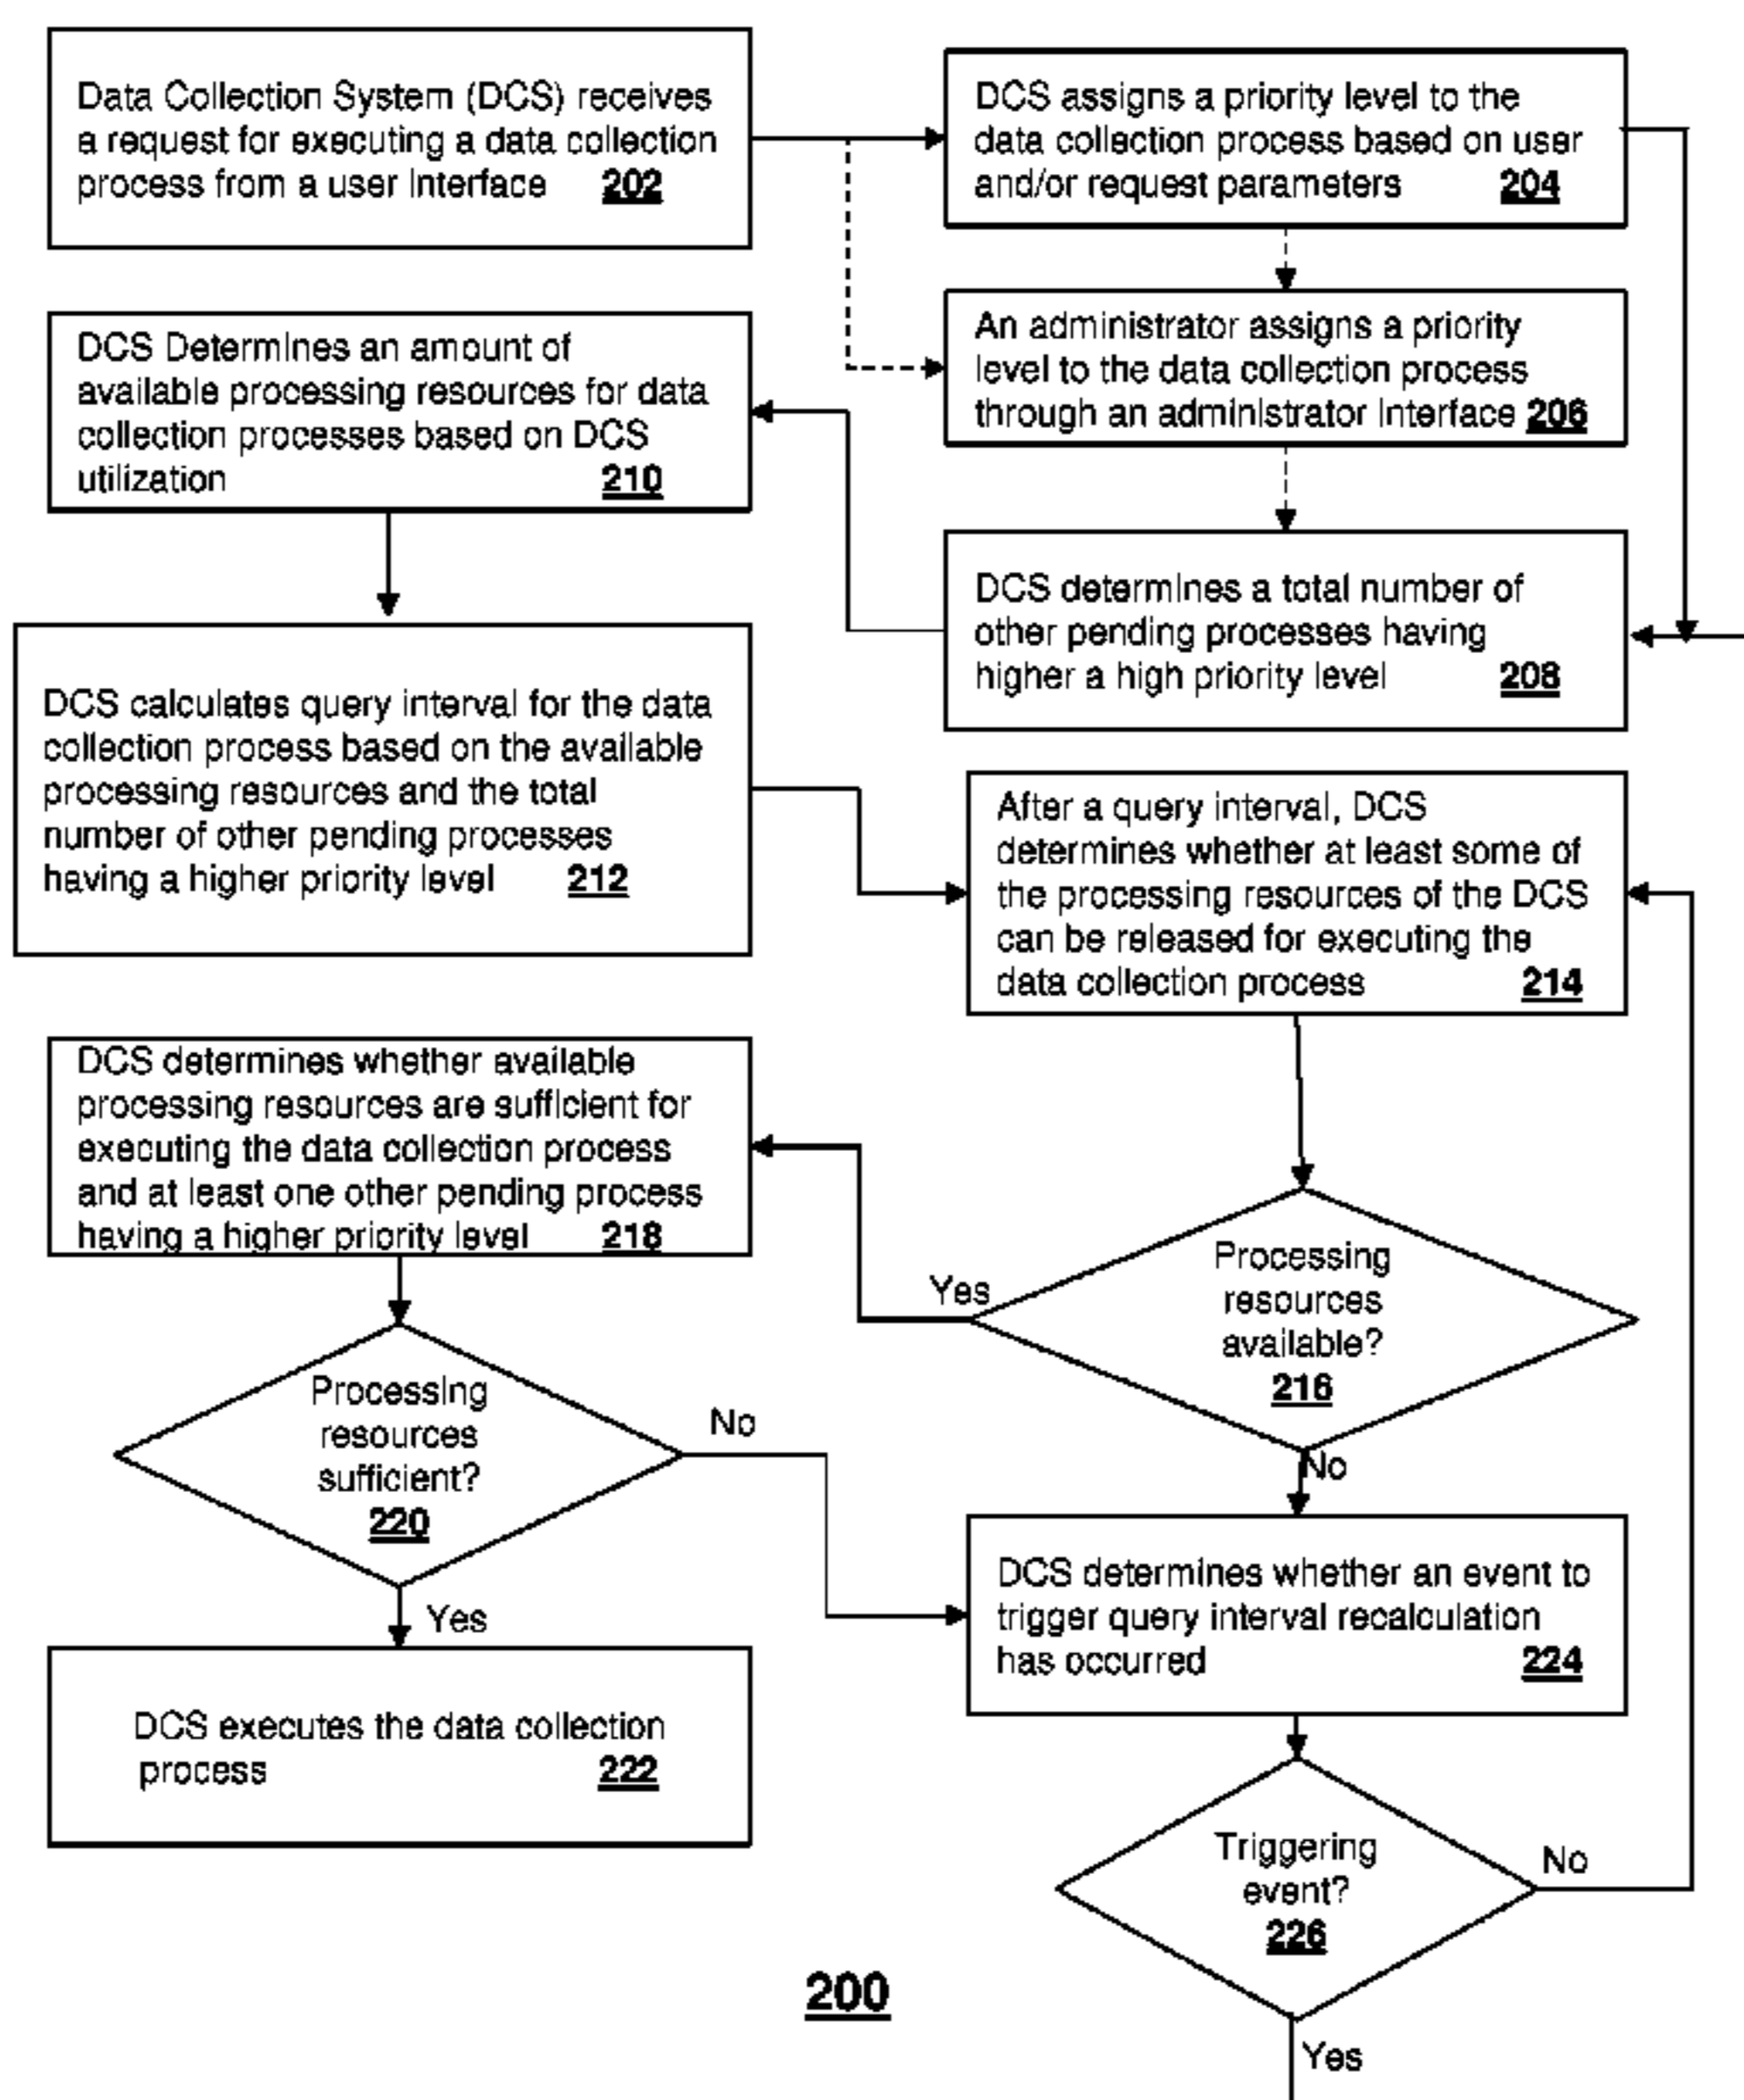 Data Collection System (DCS) receives
a request for executing a data collection
process from a user Interface 202
DCS assigns a priority level to the
data collection process based on user
and/or request parameters 204
An administrator assigns a priority
level to the data collection process
through an administrator Interface 206
DCS determines a total number of
other pending processes having
higher a high priority level 208
DCS Determines an amount of
available processing resources for data
collection processes based on DCS
utilization 210
DCS calculates query interval for the data
collection process based on the available
processing resources and the total
number of other pending processes
having a higher priority level 212
After a query interval, DCS
determines whether at least some of
the processing resources of the DCS
can be released for executing the
data collection process 214
Processing
resources
available?
216
Yes
No
DCS determines whether available
processing resources are sufficient for
executing the data collection process
and at least one other pending process
having a higher priority level 218
Processing
resources
sufficient?
220
No
Yes
DCS executes the data collection
process 222
DCS determines whether an event to
trigger query interval recalculation
has occurred 224
Triggering
event?
226
No
Yes
200